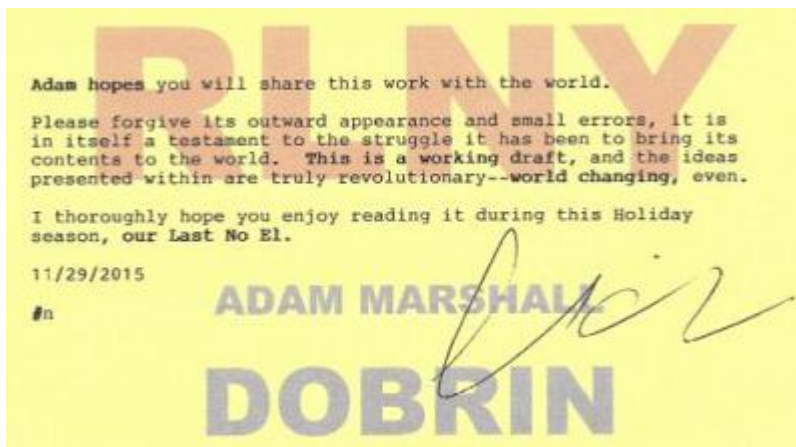 RLNY
Adam hopes you will share this work with the world.
Please forgive its outward appearance and small errors, it is
in itself a testament to the struggle it has been to bring its
contents to the world.  This is a working draft, and the ideas
presented within are truly revolutionary--world changing, even.
I thoroughly hope you enjoy reading it during this Holiday
season, our Last No El.
11/29/2015
#n
ADAM MARSHALL
DOBRIN